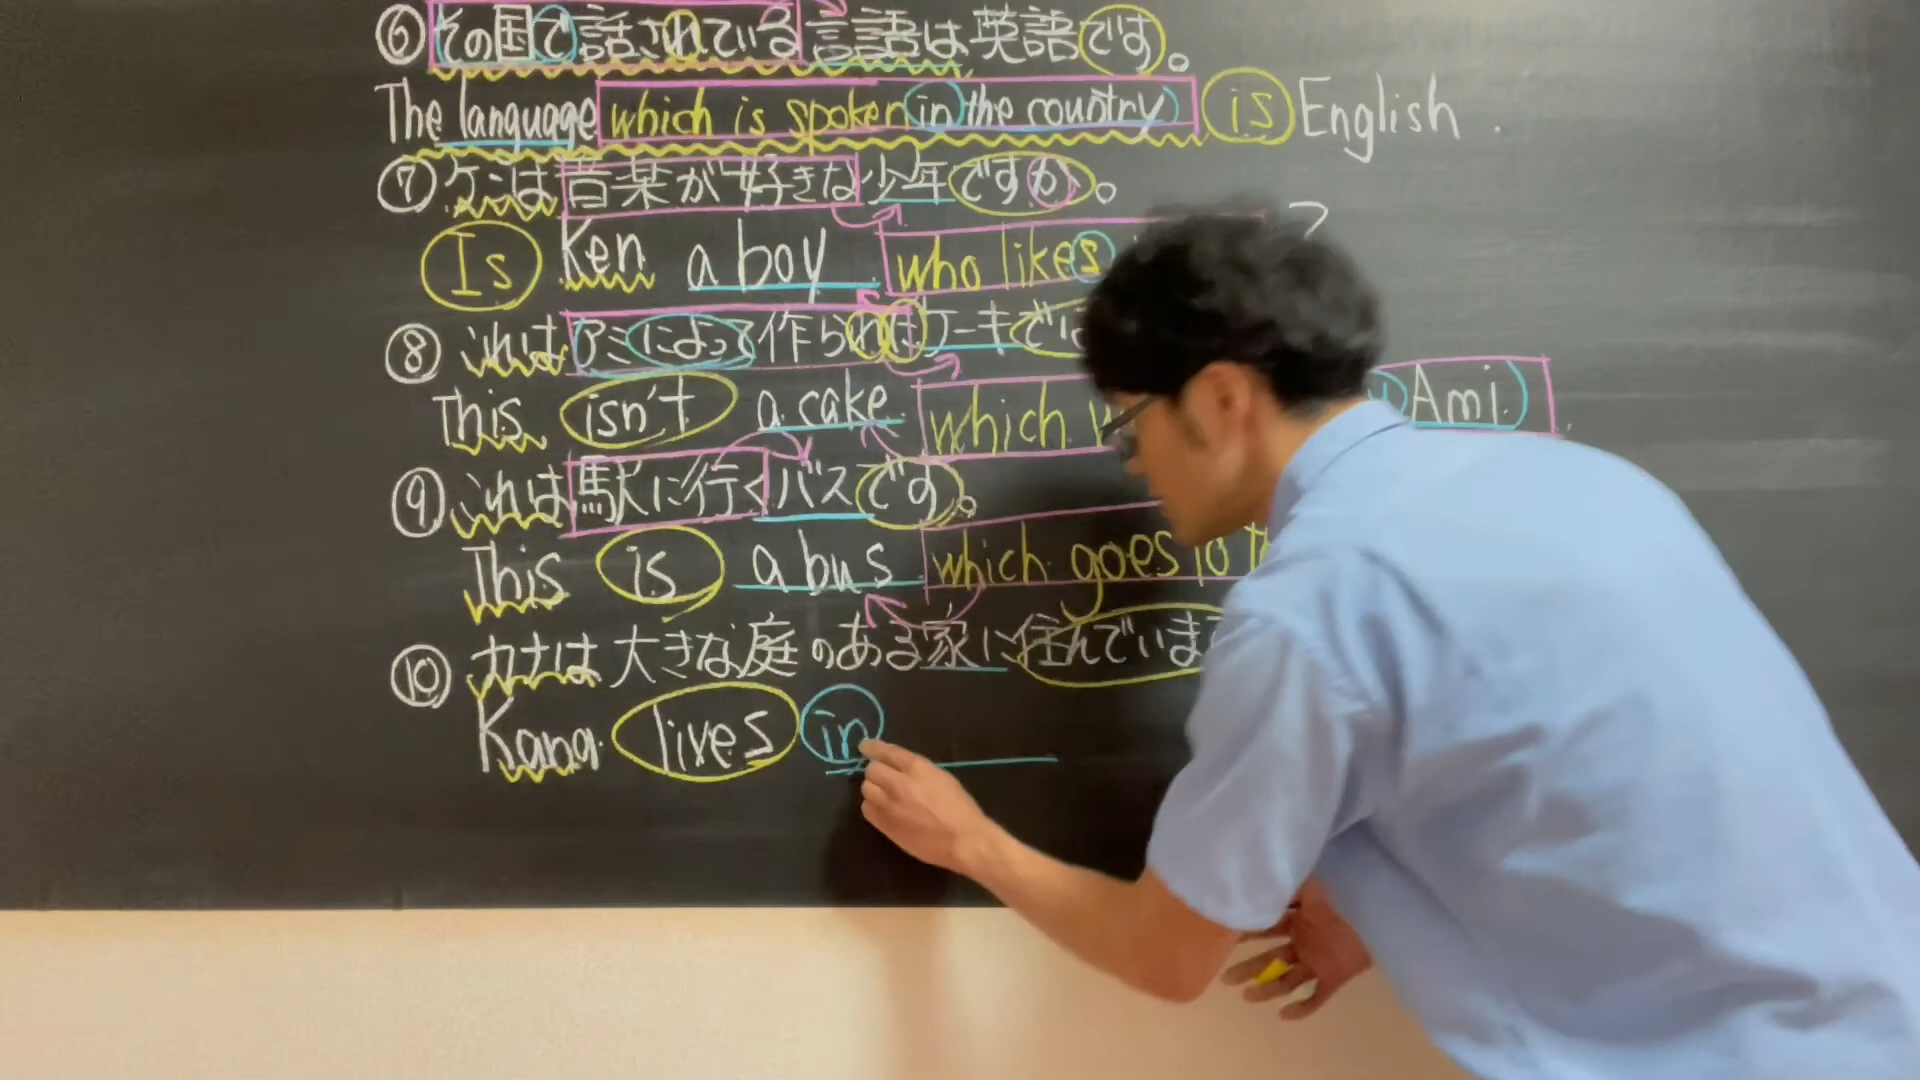 ⑥その国で話されている言語は英語です。
The language which is spoken in the country is English.
⑦ケンは音楽が好きな少年ですか。
Is Ken a boy who likes ?
⑧これはアミによって作られたケーキで
This isn't a cake which Ami.
⑨これは駅に行くバスです。
This is a bus which goes to
⑩カナは大きな庭のある家に住んでいま
Kana lives in